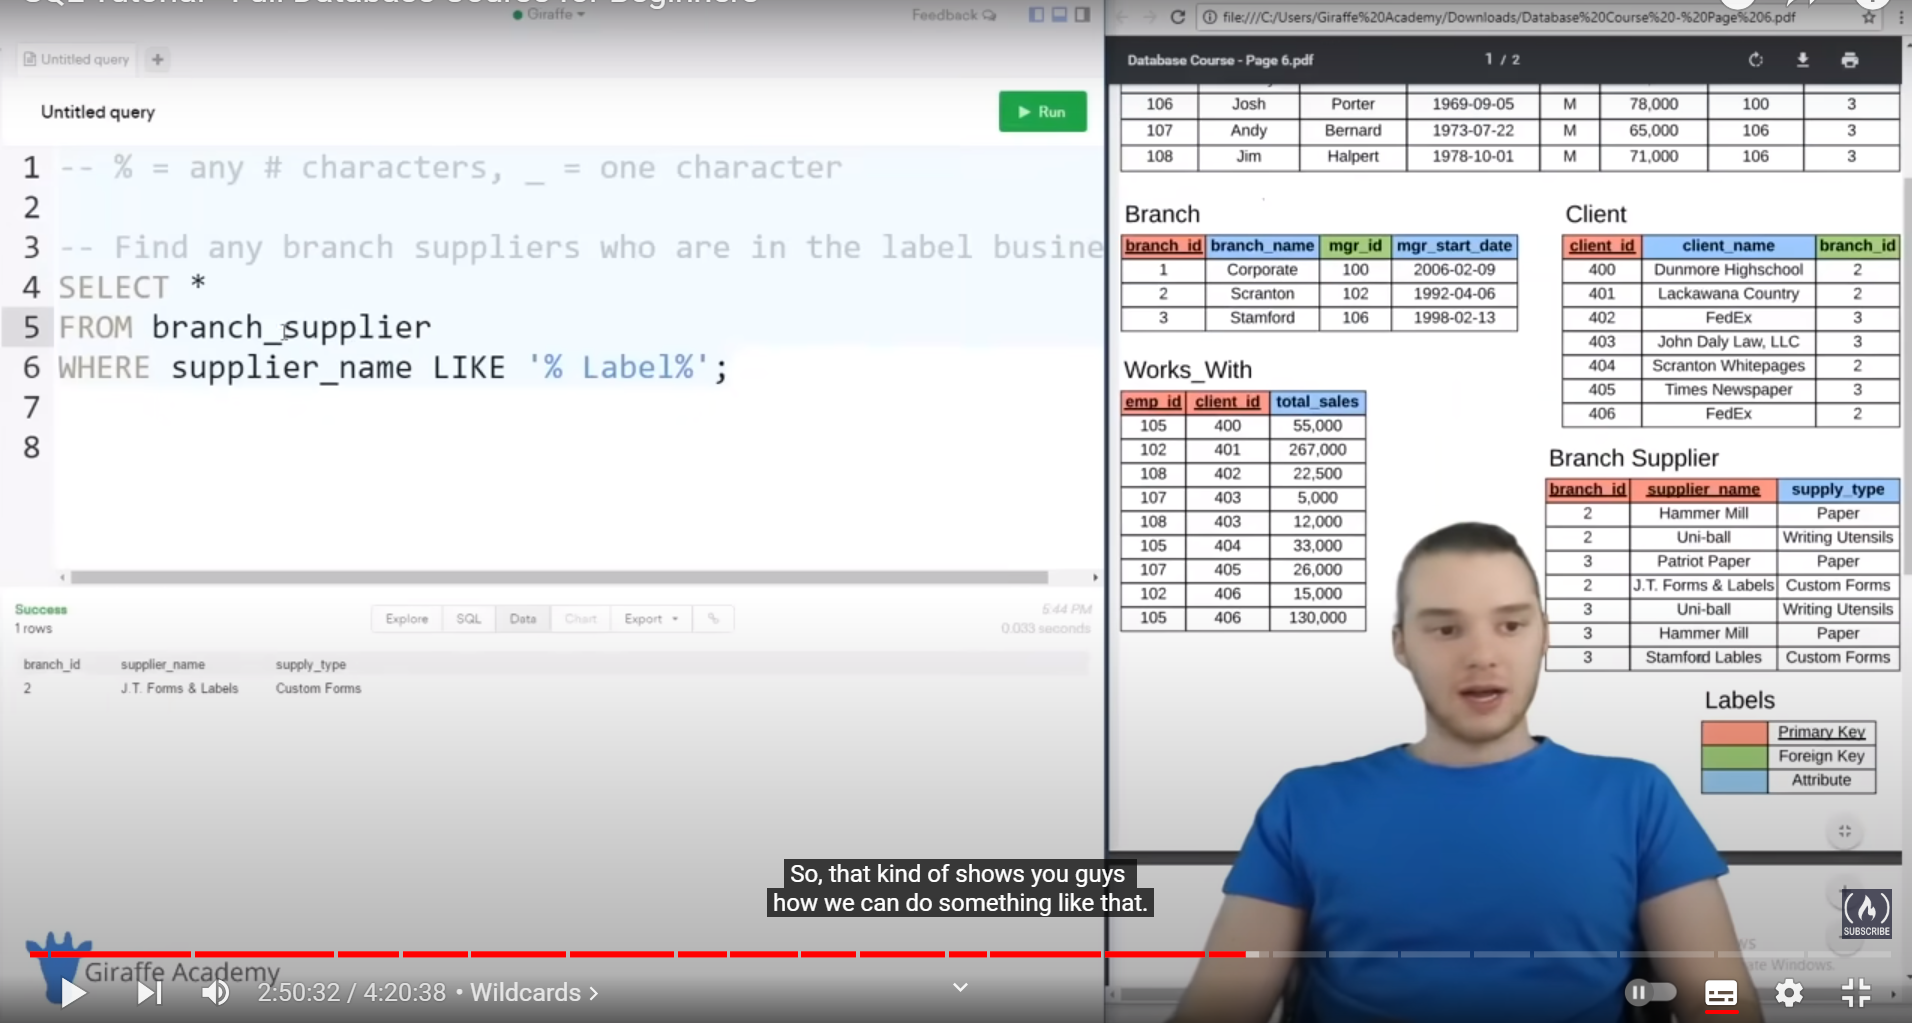 Giraffe
Feedback
file:///C:/Users/Giraffe%20Academy/Downloads/Database%20Course%20-%20Page%206.pdf
Untitled query
Database Course - Page 6.pdf
1 / 2
Untitled query
Run
1 -- % = any # characters, _ = one character
2
3 -- Find any branch suppliers who are in the label busine
4 SELECT *
5 FROM branch_supplier
6 WHERE supplier_name LIKE '% Label%';
7
8
Success
1 rows
Explore SQL Data Chart Export
5:44 PM
0.033 seconds
branch_id supplier_name supply_type
2 J.T. Forms & Labels Custom Forms
106 Josh Porter 1969-09-05 M 78,000 100 3
107 Andy Bernard 1973-07-22 M 65,000 106 3
108 Jim Halpert 1978-10-01 M 71,000 106 3
Branch
branch_id branch_name mgr_id mgr_start_date
1 Corporate 100 2006-02-09
2 Scranton 102 1992-04-06
3 Stamford 106 1998-02-13
Client
client_id client_name branch_id
400 Dunmore Highschool 2
401 Lackawana Country 2
402 FedEx 3
403 John Daly Law, LLC 3
404 Scranton Whitepages 2
405 Times Newspaper 3
406 FedEx 2
Works_With
emp_id client_id total_sales
105 400 55,000
102 401 267,000
108 402 22,500
107 403 5,000
108 403 12,000
105 404 33,000
107 405 26,000
102 406 15,000
105 406 130,000
Branch Supplier
branch_id supplier_name supply_type
2 Hammer Mill Paper
2 Uni-ball Writing Utensils
3 Patriot Paper Paper
2 J.T. Forms & Labels Custom Forms
3 Uni-ball Writing Utensils
3 Hammer Mill Paper
3 Stamford Lables Custom Forms
Labels
Primary Key
Foreign Key
Attribute
So, that kind of shows you guys
how we can do something like that.
SUBSCRIBE
Giraffe Academy
2:50:32 / 4:20:38 • Wildcards